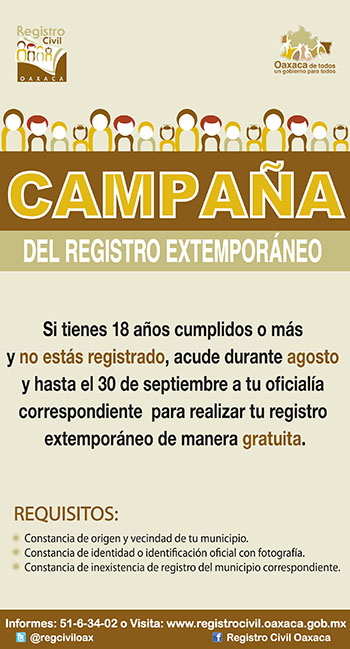 Registro
Civil
OAXACA
Oaxaca de todos
un gobierno para todos
CAMPAÑA
DEL REGISTRO EXTEMPORÁNEO
Si tienes 18 años cumplidos o más
y no estás registrado, acude durante agosto
y hasta el 30 de septiembre a tu oficialía
correspondiente para realizar tu registro
extemporáneo de manera gratuita.
REQUISITOS:
Constancia de origen y vecindad de tu municipio.
Constancia de identidad o identificación oficial con fotografía.
Constancia de inexistencia de registro del municipio correspondiente.
Informes: 51-6-34-02 o Visita: www.registrocivil.oaxaca.gob.mx
@regciviloax Registro Civil Oaxaca